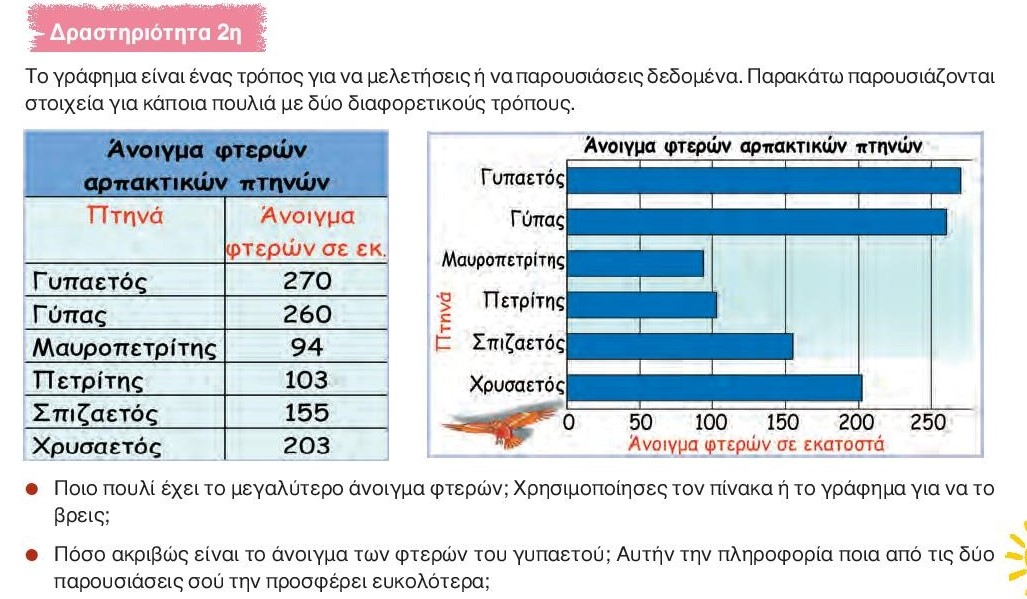 Δραστηριότητα 2η
Το γράφημα είναι ένας τρόπος για να μελετήσεις ή να παρουσιάσεις δεδομένα. Παρακάτω παρουσιάζονται
στοιχεία για κάποια πουλιά με δύο διαφορετικούς τρόπους.
Άνοιγμα φτερών
αρπακτικών πτηνών
Πτηνά Άνοιγμα
φτερών σε εκ.
Γυπαετός 270
Γύπας 260
Μαυροπετρίτης 94
Πετρίτης 103
Σπιζαετός 155
Χρυσαετός 203
Άνοιγμα φτερών αρπακτικών πτηνών
Πτηνά
Γυπαετός
Γύπας
Μαυροπετρίτης
Πετρίτης
Σπιζαετός
Χρυσαετός
0 50 100 150 200 250
Άνοιγμα φτερών σε εκατοστά
● Ποιο πουλί έχει το μεγαλύτερο άνοιγμα φτερών; Χρησιμοποίησες τον πίνακα ή το γράφημα για να το
βρεις;
● Πόσο ακριβώς είναι το άνοιγμα των φτερών του γυπαετού; Αυτήν την πληροφορία ποια από τις δύο
παρουσιάσεις σού την προσφέρει ευκολότερα;